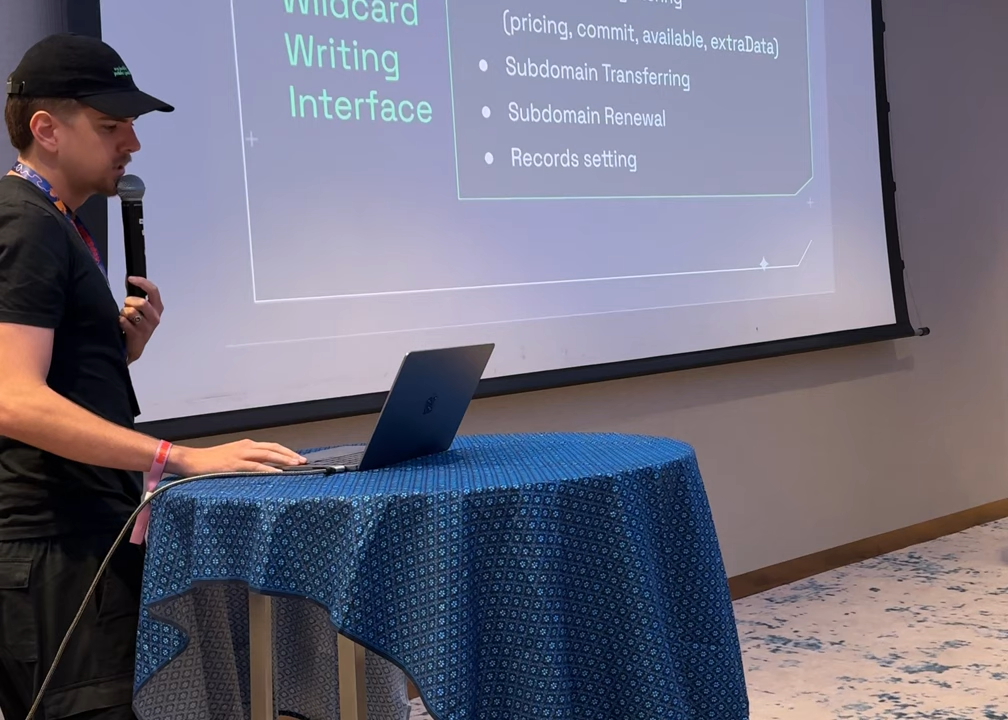 Wildcard
Writing
Interface
(pricing, commit, available, extraData)
Subdomain Transferring
Subdomain Renewal
Records setting